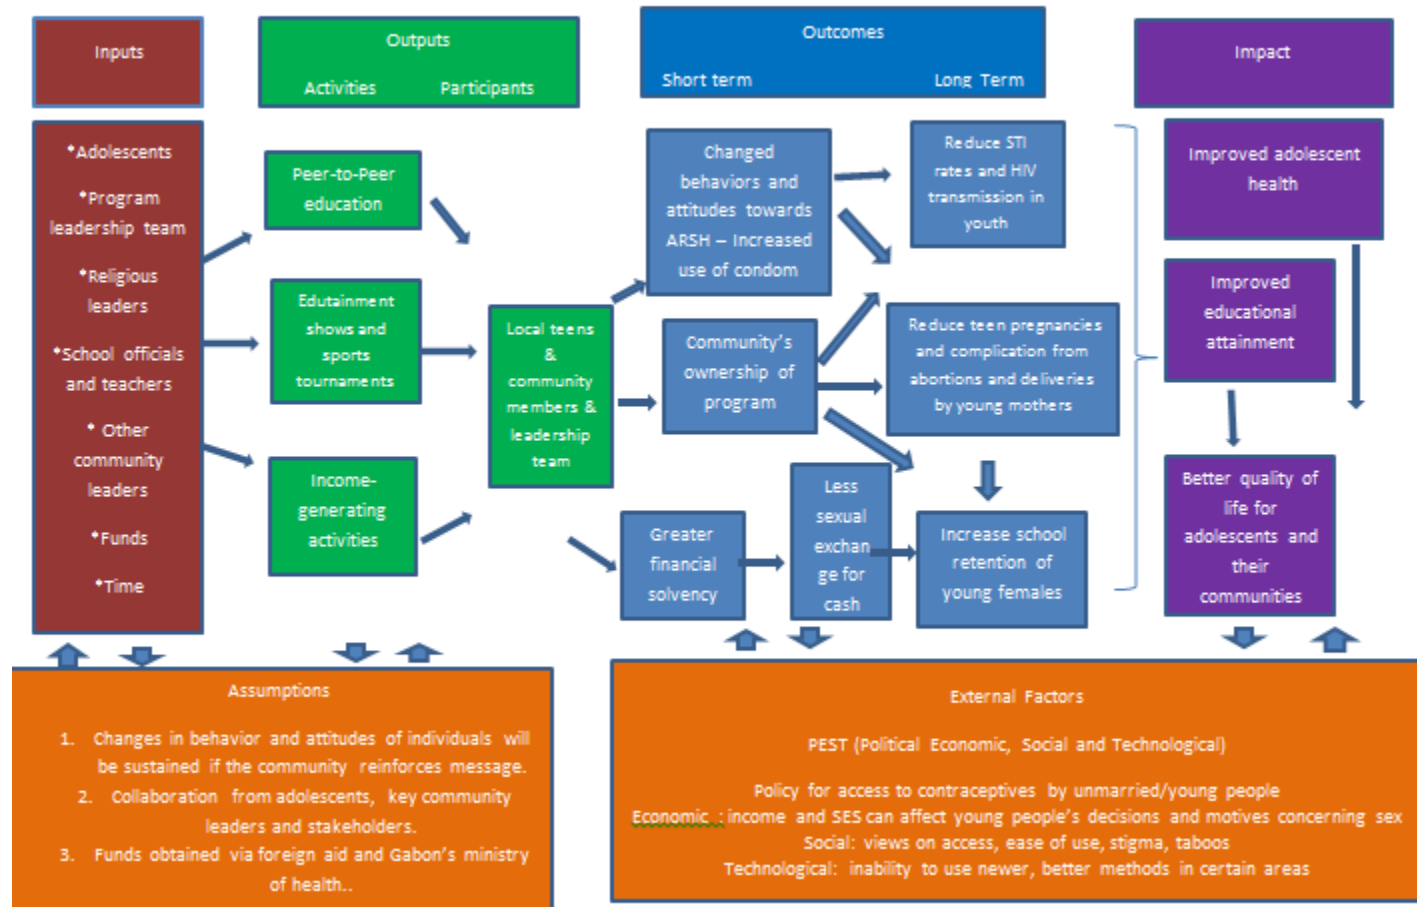 Inputs
Outputs
Activities Participants
Outcomes
Short term Long Term
Impact
*Adolescents
*Program
leadership team
*Religious
leaders
*School officials
and teachers
* Other
community
leaders
*Funds
*Time
Peer-to-Peer
education
Edutainment
shows and
sports
tournaments
Income-
generating
activities
Local teens
&
community
members &
leadership
team
Changed
behaviors and
attitudes towards
ARSH – Increased
use of condom
Community's
ownership of
program
Greater
financial
solvency
Less
sexual
exchan
ge for
cash
Reduce STI
rates and HIV
transmission in
youth
Reduce teen pregnancies
and complication from
abortions and deliveries
by young mothers
Increase school
retention of
young females
Improved adolescent
health
Improved
educational
attainment
Better quality of
life for
adolescents and
their
communities
Assumptions
1. Changes in behavior and attitudes of individuals will
be sustained if the community reinforces message.
2. Collaboration from adolescents, key community
leaders and stakeholders.
3. Funds obtained via foreign aid and Gabon's ministry
of health..
External Factors
PEST (Political Economic, Social and Technological)
Policy for access to contraceptives by unmarried/young people
Economic : income and SES can affect young people's decisions and motives concerning sex
Social: views on access, ease of use, stigma, taboos
Technological: inability to use newer, better methods in certain areas